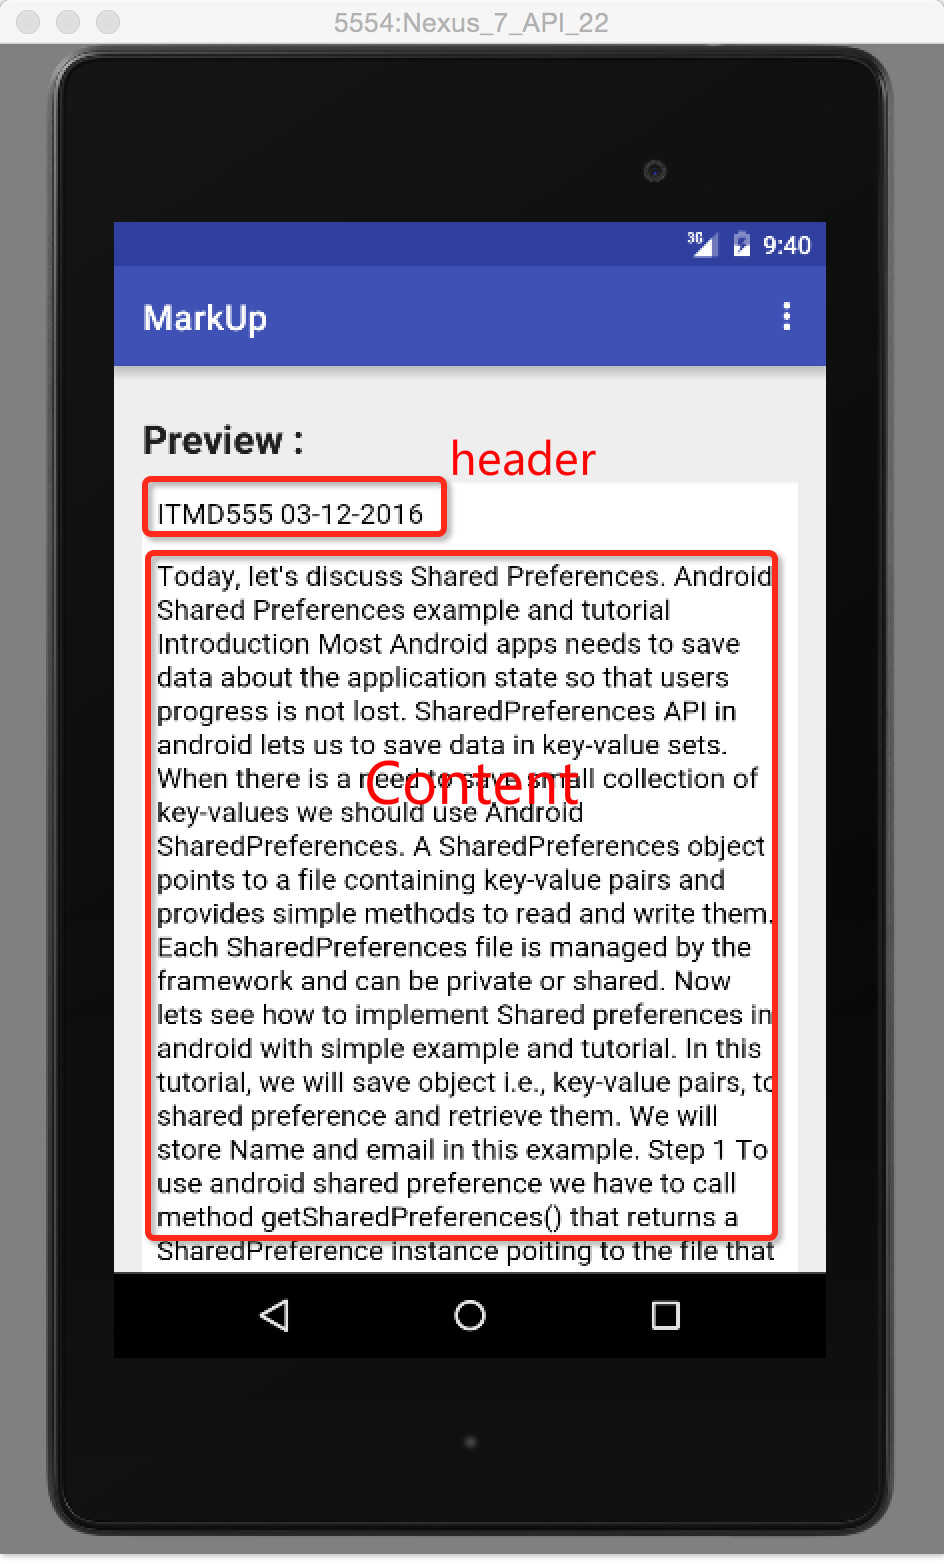 5554:Nexus_7_API_22
3G 9:40
MarkUp
Preview :
header
ITMD555 03-12-2016
Today, let's discuss Shared Preferences. Android
Shared Preferences example and tutorial
Introduction Most Android apps needs to save
data about the application state so that users
progress is not lost. SharedPreferences API in
android lets us to save data in key-value sets.
When there is a need to save small collection of
Content
key-values we should use Android
SharedPreferences. A SharedPreferences object
points to a file containing key-value pairs and
provides simple methods to read and write them.
Each SharedPreferences file is managed by the
framework and can be private or shared. Now
lets see how to implement Shared preferences in
android with simple example and tutorial. In this
tutorial, we will save object i.e., key-value pairs, to
shared preference and retrieve them. We will
store Name and email in this example. Step 1 To
use android shared preference we have to call
method getSharedPreferences() that returns a
SharedPreference instance poiting to the file that